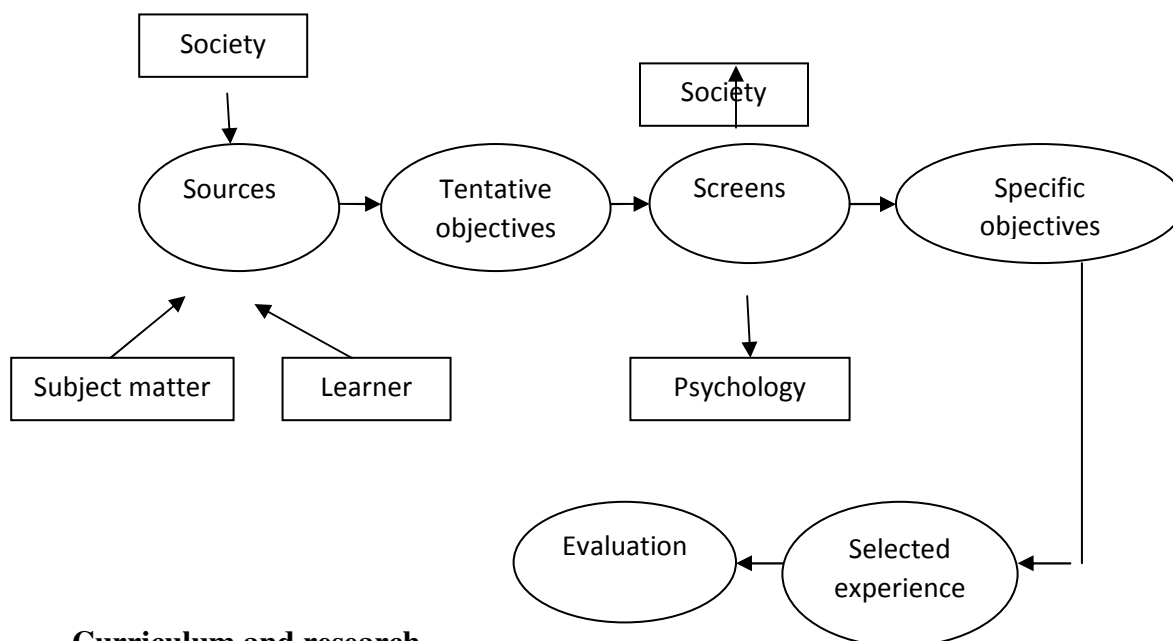 Society
Society
Sources
Tentative
objectives
Screens
Specific
objectives
Subject matter
Learner
Psychology
Evaluation
Selected
experience
Curriculum and research